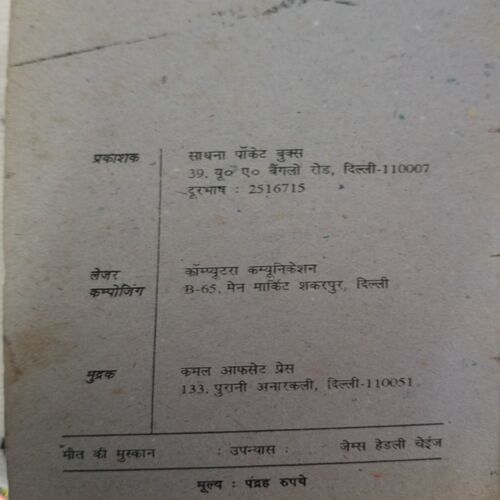 प्रकाशक साधना पॉकेट बुक्स
39, यू० ए० बैंगलो रोड, दिल्ली-110007
दूरभाष : 2516715
लेजर कॉम्प्यूटरा कम्यूनिकेशन
कम्पोजिंग B-65, मेन मार्किट शकरपुर, दिल्ली
मुद्रक कमल आफसेट प्रेस
133, पुरानी अनारकली, दिल्ली-110051
मौत की मुस्कान : उपन्यास : जेम्स हेडली चेईज
मूल्य : पंद्रह रुपये